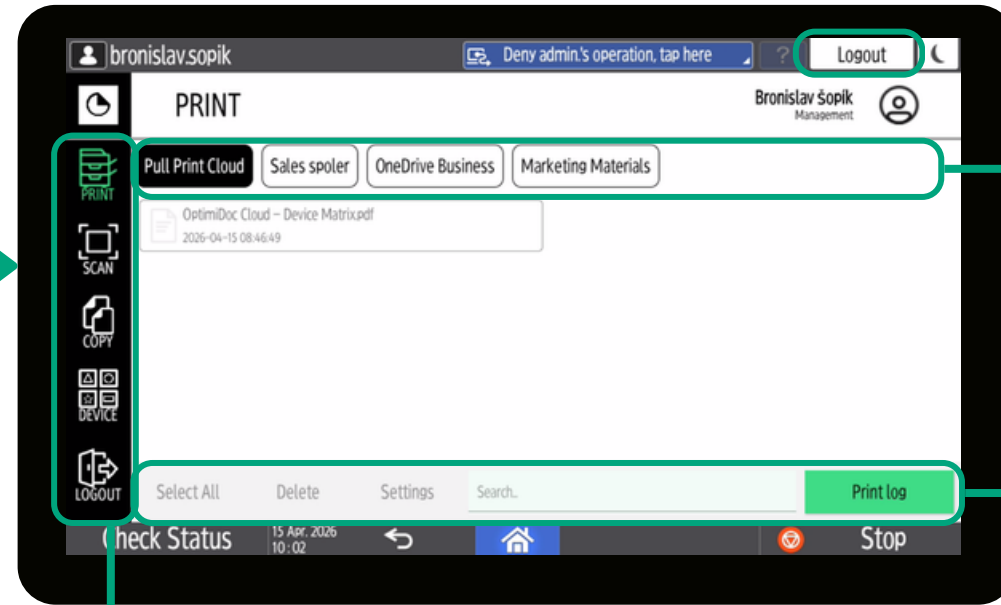 bronislav.sopik
Deny admin.'s operation, tap here
?
Logout
PRINT
Bronislav Šopík
Management
Pull Print Cloud
Sales spoler
OneDrive Business
Marketing Materials
PRINT
OptimiDoc Cloud – Device Matrix.pdf
2026-04-15 08:46:49
SCAN
COPY
DEVICE
LOGOUT
Select All
Delete
Settings
Search..
Print log
Check Status
15 Apr. 2026
10:02
Stop